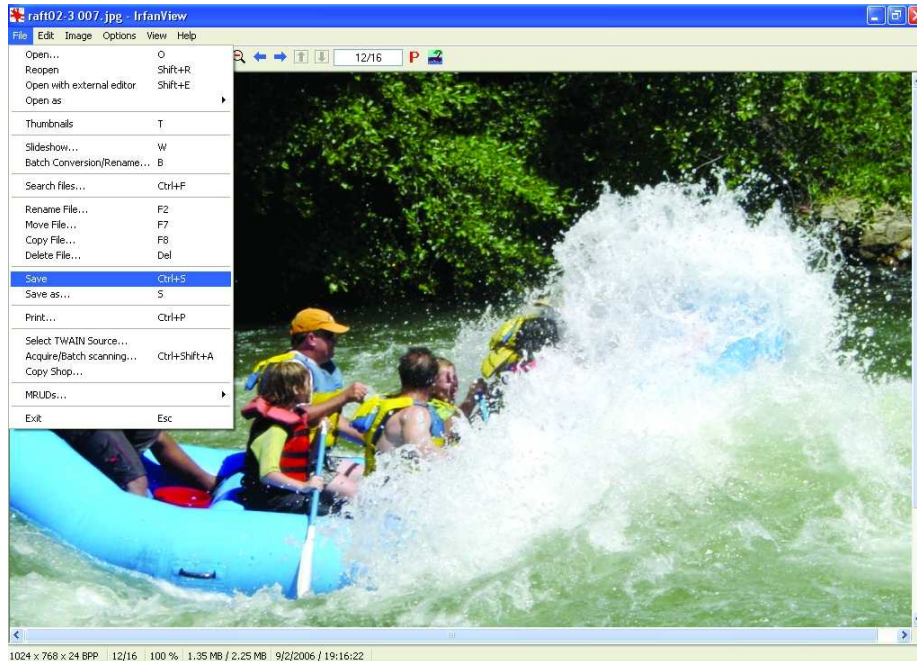 raft02-3 007.jpg - IrfanView
File Edit Image Options View Help
12/16 P
Open... O
Reopen Shift+R
Open with external editor Shift+E
Open as
Thumbnails T
Slideshow... W
Batch Conversion/Rename... B
Search files... Ctrl+F
Rename File... F2
Move File... F7
Copy File... F8
Delete File... Del
Save Ctrl+S
Save as... S
Print... Ctrl+P
Select TWAIN Source...
Acquire/Batch scanning... Ctrl+Shift+A
Copy Shop...
MRUDs...
Exit Esc
1024 x 768 x 24 BPP 12/16 100 % 1.35 MB / 2.25 MB 9/2/2006 / 19:16:22